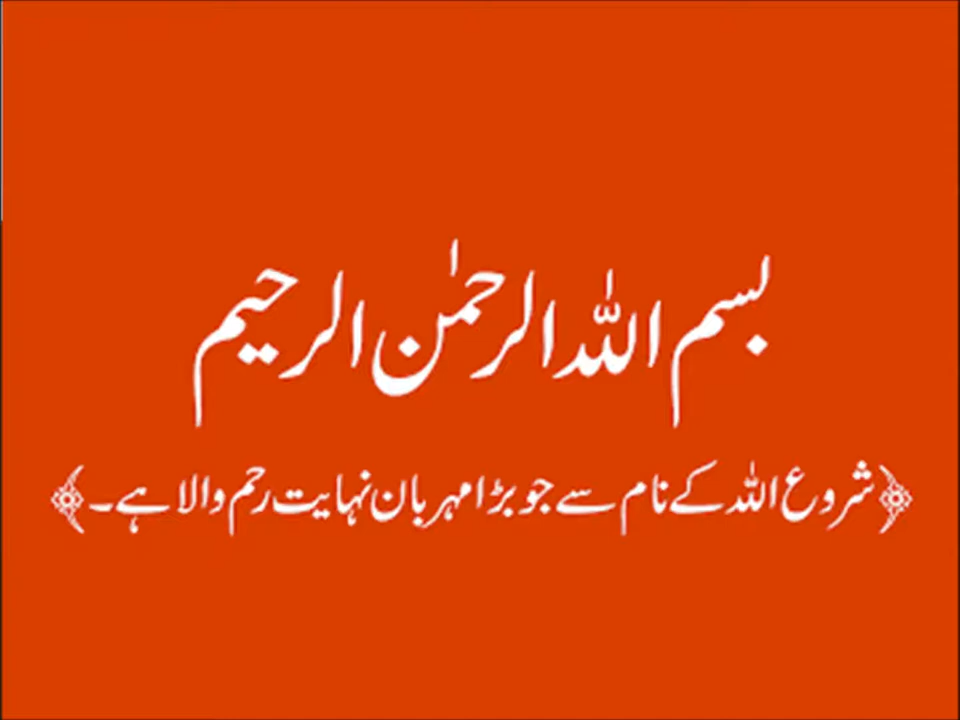 بسم اللہ الرحمٰن الرحیم
﴿شروع اللہ کے نام سے جو بڑا مہربان نہایت رحم والا ہے۔﴾